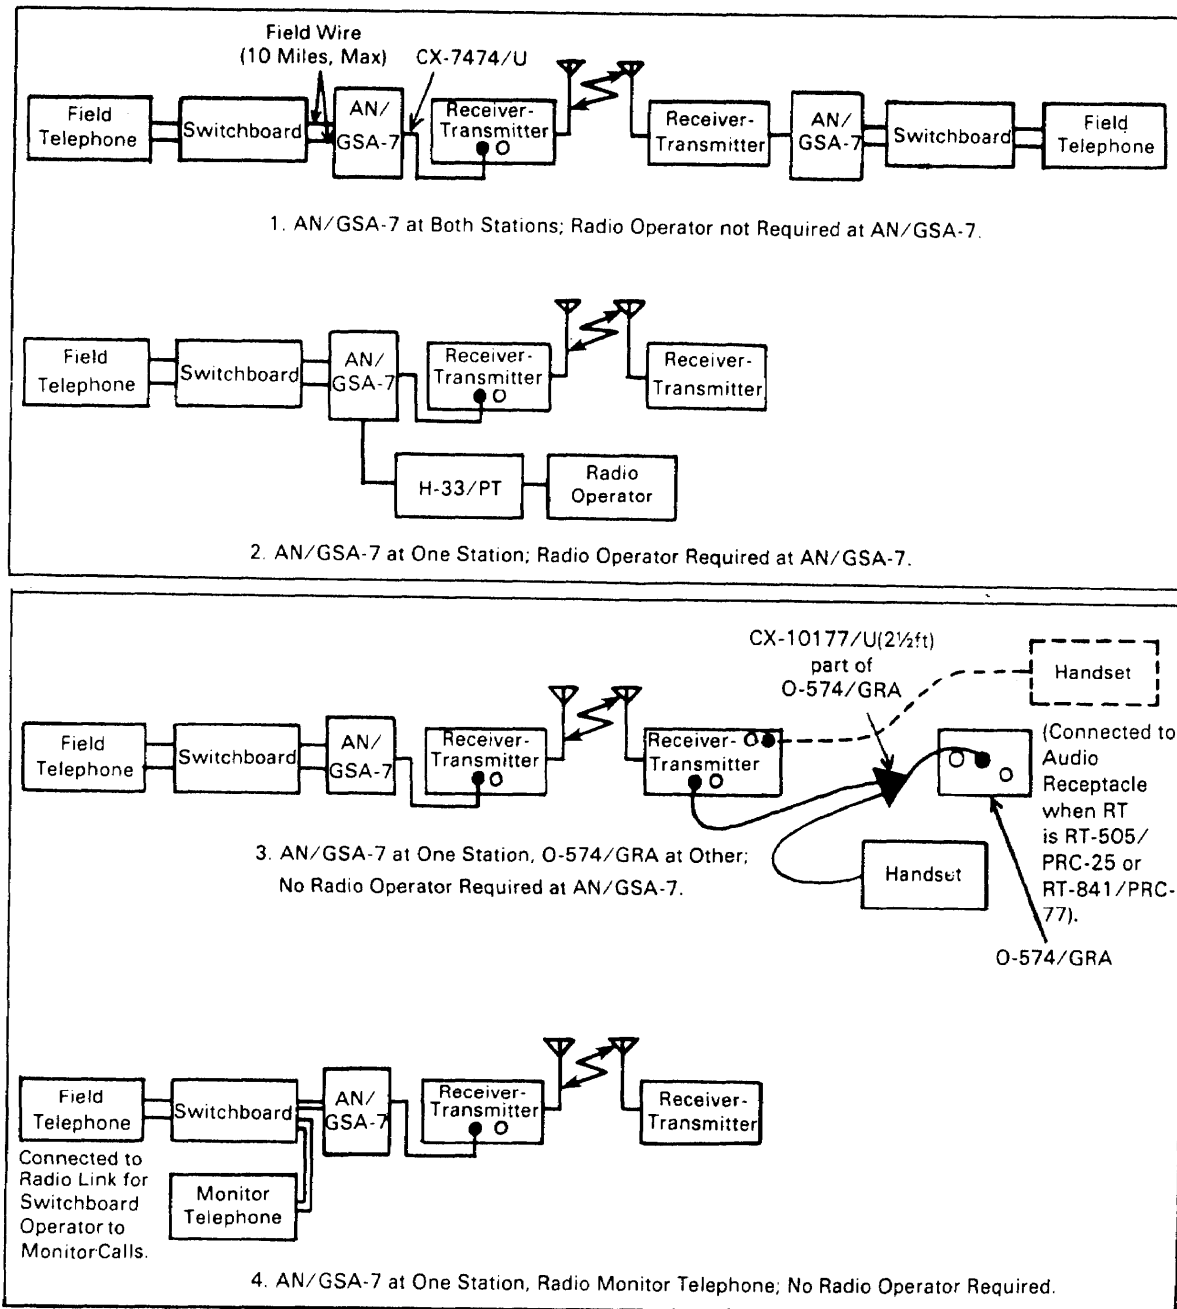 Field Wire
(10 Miles, Max)
CX-7474/U
Field
Telephone
Switchboard
AN/
GSA-7
Receiver-
Transmitter
Receiver-
Transmitter
AN/
GSA-7
Switchboard
Field
Telephone
1. AN/GSA-7 at Both Stations; Radio Operator not Required at AN/GSA-7.
Field
Telephone
Switchboard
AN/
GSA-7
Receiver-
Transmitter
Receiver-
Transmitter
H-33/PT
Radio
Operator
2. AN/GSA-7 at One Station; Radio Operator Required at AN/GSA-7.
CX-10177/U(2½ft)
part of
O-574/GRA
Handset
Field
Telephone
Switchboard
AN/
GSA-7
Receiver-
Transmitter
Receiver-
Transmitter
(Connected to
Audio
Receptacle
when RT
is RT-505/
PRC-25 or
RT-841/PRC-
77).
Handset
O-574/GRA
3. AN/GSA-7 at One Station, O-574/GRA at Other;
No Radio Operator Required at AN/GSA-7.
Field
Telephone
Switchboard
AN/
GSA-7
Receiver-
Transmitter
Receiver-
Transmitter
Connected to
Radio Link for
Switchboard
Operator to
Monitor Calls.
Monitor
Telephone
4. AN/GSA-7 at One Station, Radio Monitor Telephone; No Radio Operator Required.